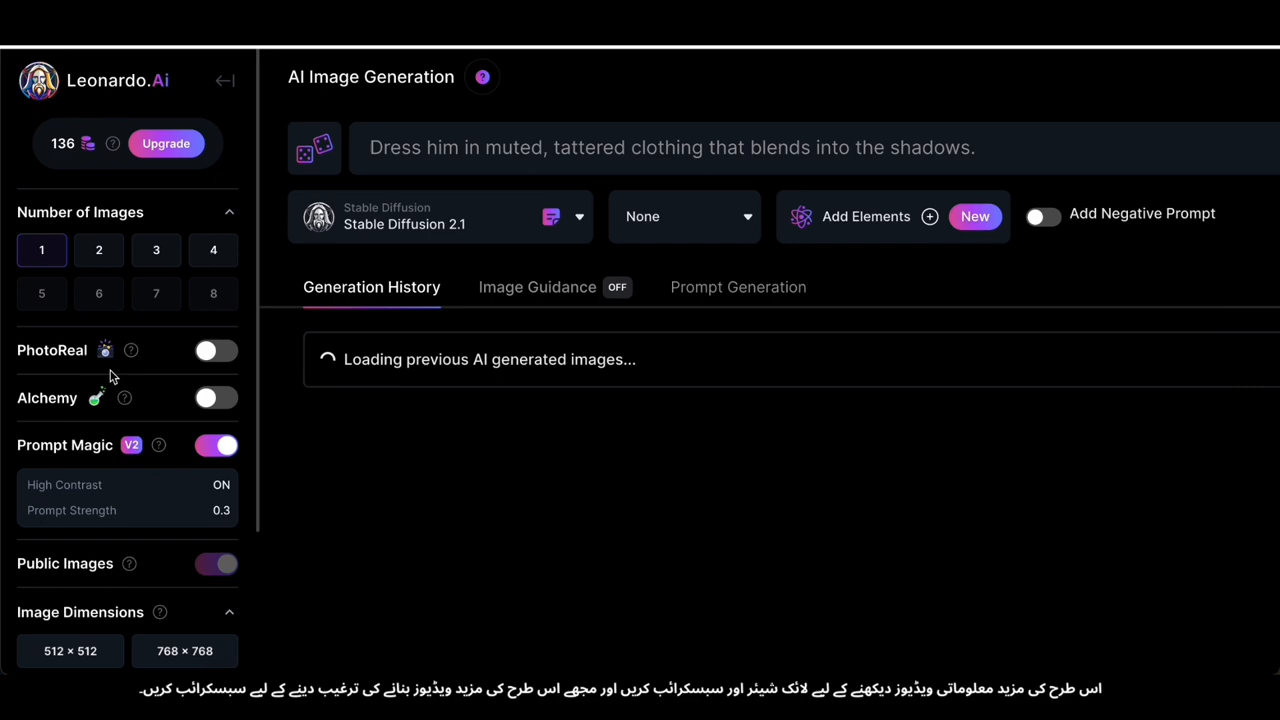 Leonardo.Ai
136
Upgrade
Number of Images
1 2 3 4
5 6 7 8
PhotoReal
Alchemy
Prompt Magic V2
High Contrast ON
Prompt Strength 0.3
Public Images
Image Dimensions
512 × 512 768 × 768
AI Image Generation
Dress him in muted, tattered clothing that blends into the shadows.
Stable Diffusion
Stable Diffusion 2.1
None
Add Elements New
Add Negative Prompt
Generation History Image Guidance OFF Prompt Generation
Loading previous AI generated images...
اس طرح کی مزید معلوماتی ویڈیوز دیکھنے کے لیے لائک شیئر اور سبسکرائب کریں اور مجھے اس طرح کی مزید ویڈیوز بنانے کی ترغیب دینے کے لیے سبسکرائب کریں۔